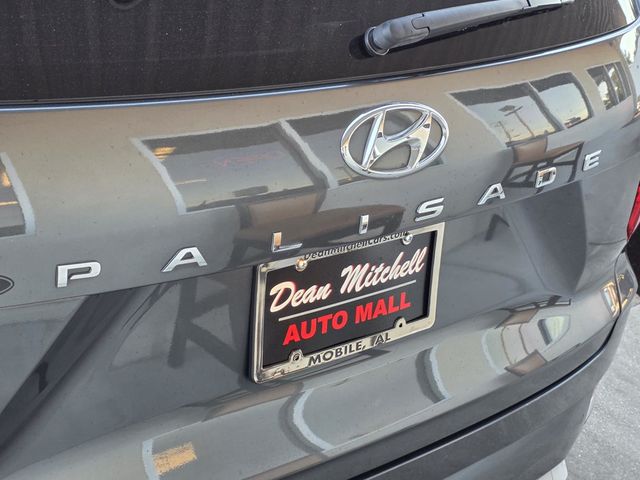 PALISADE
DeanMitchellCars.com
Dean Mitchell
AUTO MALL
MOBILE, AL